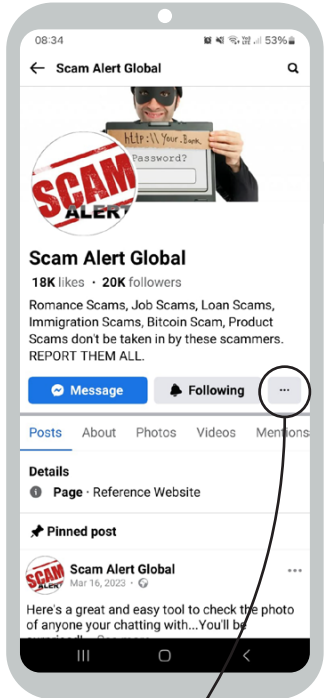 08:34
53%
Scam Alert Global
http:\\Your.Bank
Password?
SCAM
ALERT
Scam Alert Global
18K likes · 20K followers
Romance Scams, Job Scams, Loan Scams,
Immigration Scams, Bitcoin Scam, Product
Scams don't be taken in by these scammers.
REPORT THEM ALL.
Message
Following
...
Posts About Photos Videos Mentions
Details
Page · Reference Website
Pinned post
SCAM
ALERT
Scam Alert Global
Mar 16, 2023 ·
Here's a great and easy tool to check the photo
of anyone your chatting with...You'll be